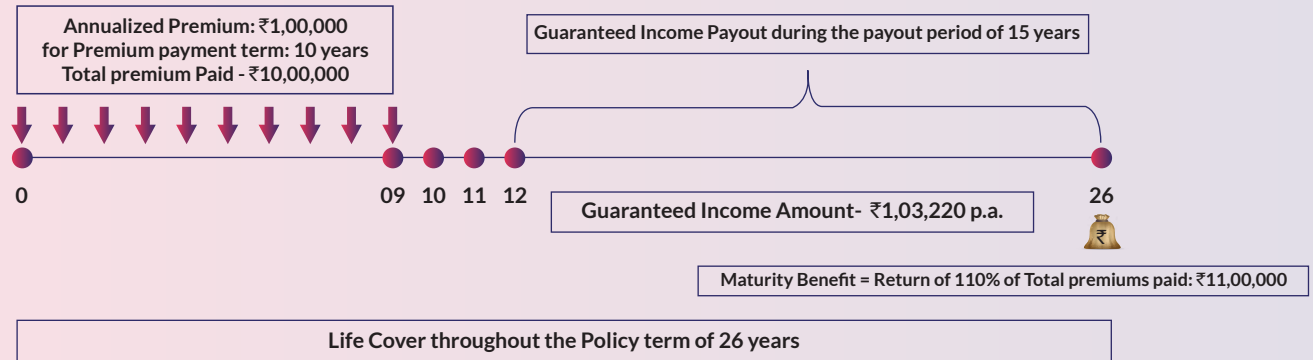 Annualized Premium: ₹1,00,000
for Premium payment term: 10 years
Total premium Paid - ₹10,00,000
Guaranteed Income Payout during the payout period of 15 years
0 09 10 11 12 26
Guaranteed Income Amount- ₹1,03,220 p.a.
₹
Maturity Benefit = Return of 110% of Total premiums paid: ₹11,00,000
Life Cover throughout the Policy term of 26 years